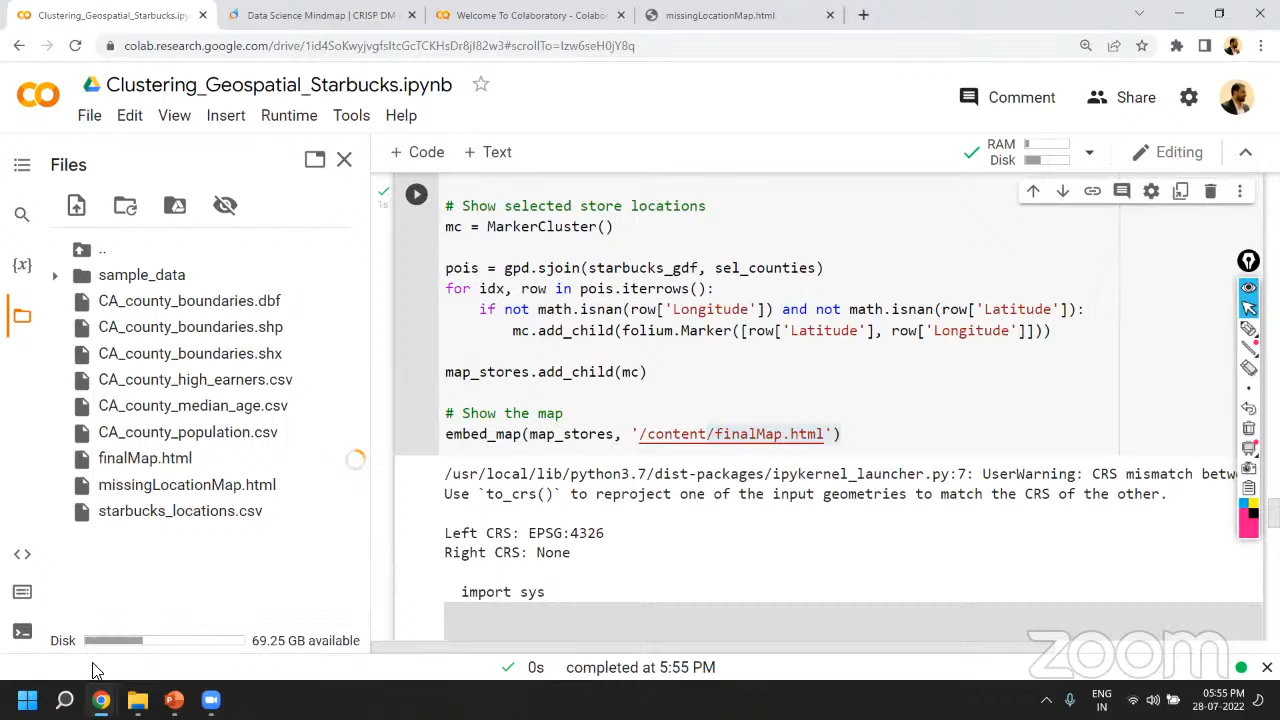 Clustering_Geospatial_Starbucks.ipynb
Data Science Mindmap | CRISP DM
Welcome To Colaboratory - Colabo
missingLocationMap.html
colab.research.google.com/drive/1id4SoKwyjvgfsItcGcTCKHsDr8jI82w3#scrollTo=Izw6seH0jY8q
CO
Clustering_Geospatial_Starbucks.ipynb
File Edit View Insert Runtime Tools Help
Comment
Share
Files
+ Code + Text
RAM
Disk
Editing
..
sample_data
CA_county_boundaries.dbf
CA_county_boundaries.shp
CA_county_boundaries.shx
CA_county_high_earners.csv
CA_county_median_age.csv
CA_county_population.csv
finalMap.html
missingLocationMap.html
starbucks_locations.csv
{x}
Disk 69.25 GB available
1s
# Show selected store locations
mc = MarkerCluster()
pois = gpd.sjoin(starbucks_gdf, sel_counties)
for idx, row in pois.iterrows():
if not math.isnan(row['Longitude']) and not math.isnan(row['Latitude']):
mc.add_child(folium.Marker([row['Latitude'], row['Longitude']]))
map_stores.add_child(mc)
# Show the map
embed_map(map_stores, '/content/finalMap.html')
/usr/local/lib/python3.7/dist-packages/ipykernel_launcher.py:7: UserWarning: CRS mismatch betw
Use `to_crs()` to reproject one of the input geometries to match the CRS of the other.
Left CRS: EPSG:4326
Right CRS: None
import sys
0s completed at 5:55 PM
zoom
ENG
IN
05:55 PM
28-07-2022